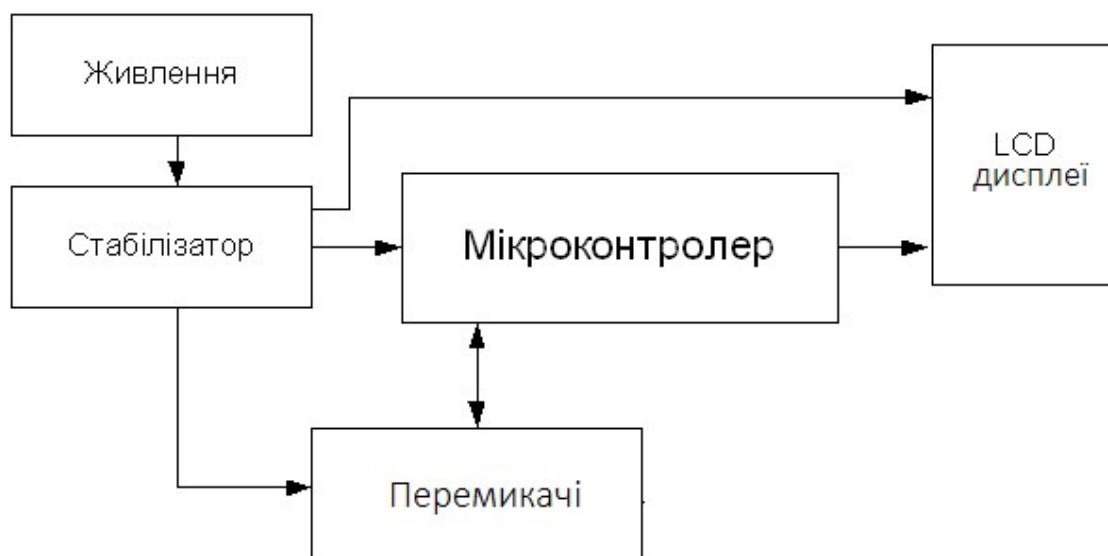 Живлення
LCD
дисплеї
Стабілізатор
Мікроконтролер
Перемикачі